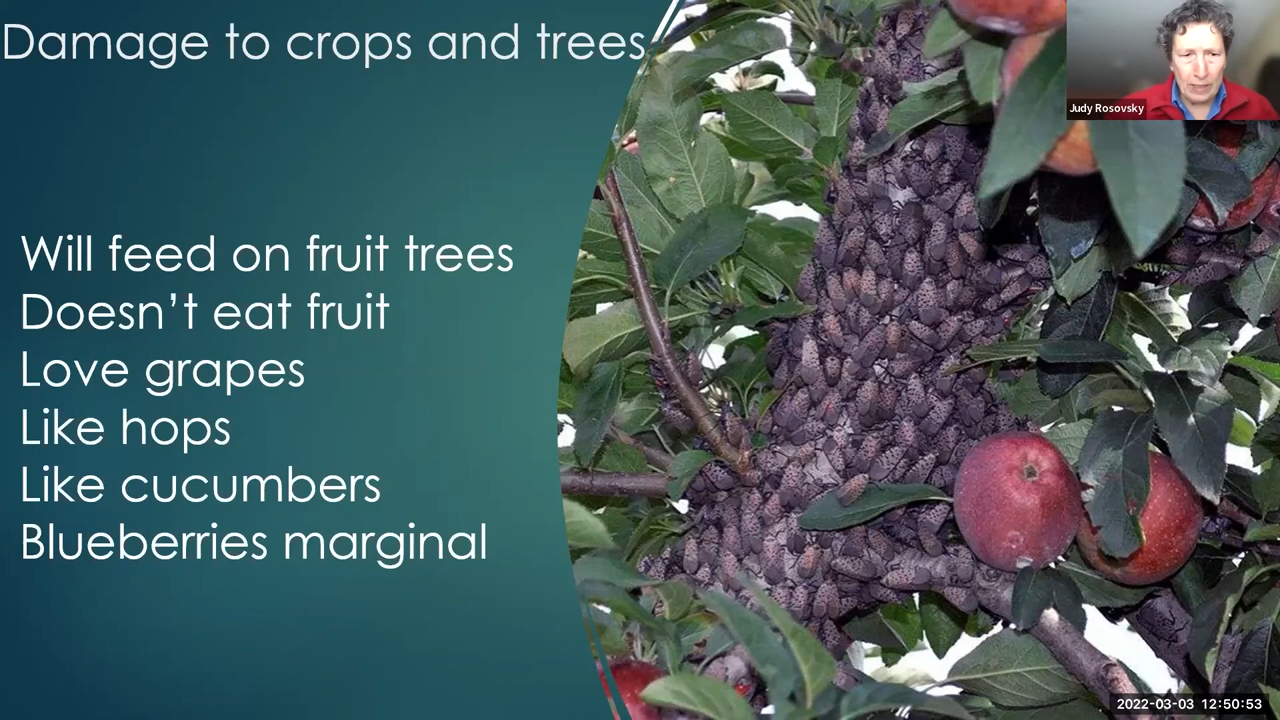 Damage to crops and trees
Judy Rosovsky
Will feed on fruit trees
Doesn’t eat fruit
Love grapes
Like hops
Like cucumbers
Blueberries marginal
2022-03-03 12:50:53